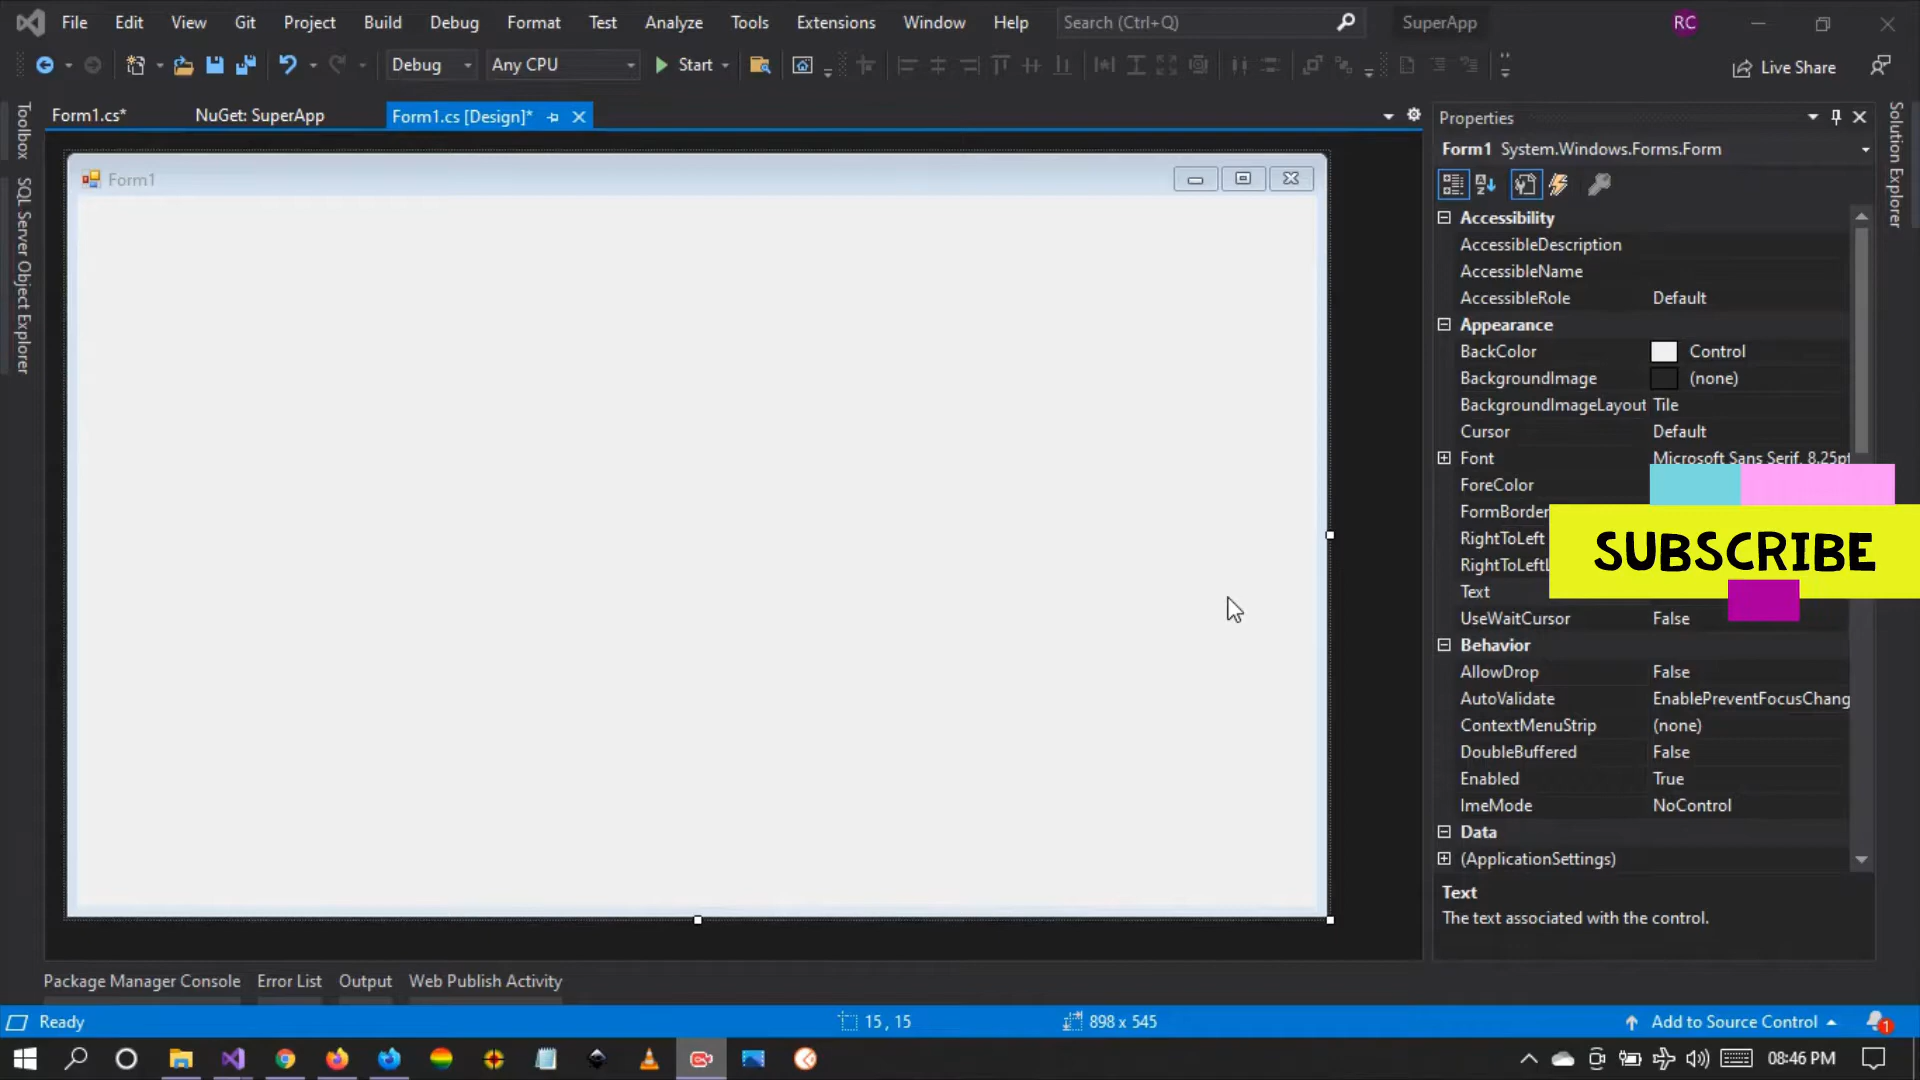 File Edit View Git Project Build Debug Format Test Analyze Tools Extensions Window Help Search (Ctrl+Q) SuperApp RC
Debug Any CPU Start Live Share
Form1.cs* NuGet: SuperApp Form1.cs [Design]*
Toolbox
SQL Server Object Explorer
Form1
Properties
Form1 System.Windows.Forms.Form
Accessibility
AccessibleDescription
AccessibleName
AccessibleRole Default
Appearance
BackColor Control
BackgroundImage (none)
BackgroundImageLayout Tile
Cursor Default
Font Microsoft Sans Serif, 8.25pt
ForeColor
FormBorder
RightToLeft
RightToLeftL
Text
UseWaitCursor False
SUBSCRIBE
Behavior
AllowDrop False
AutoValidate EnablePreventFocusChang
ContextMenuStrip (none)
DoubleBuffered False
Enabled True
ImeMode NoControl
Data
(ApplicationSettings)
Text
The text associated with the control.
Solution Explorer
Package Manager Console Error List Output Web Publish Activity
Ready 15 , 15 898 x 545 Add to Source Control 1
08:46 PM